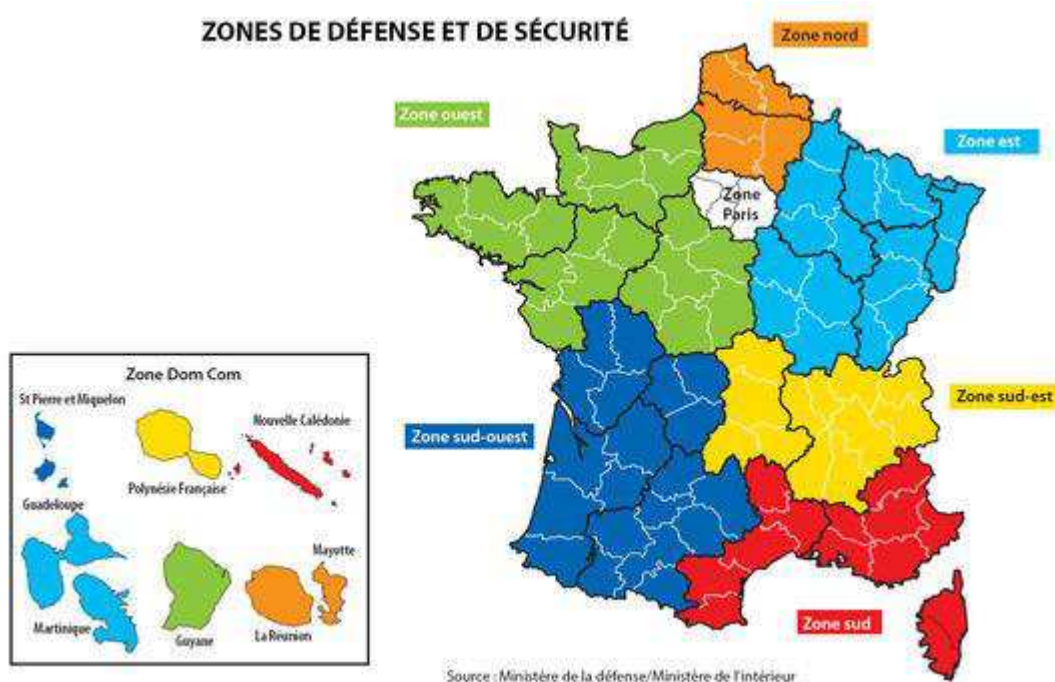 ZONES DE DÉFENSE ET DE SÉCURITÉ
Zone nord
Zone ouest
Zone est
Zone
Paris
Zone Dom Com
St Pierre et Miquelon
Nouvelle Calédonie
Zone sud-est
Zone sud-ouest
Polynésie Française
Guadeloupe
Mayotte
Martinique
Guyane
La Réunion
Zone sud
Source : Ministère de la défense/Ministère de l'intérieur